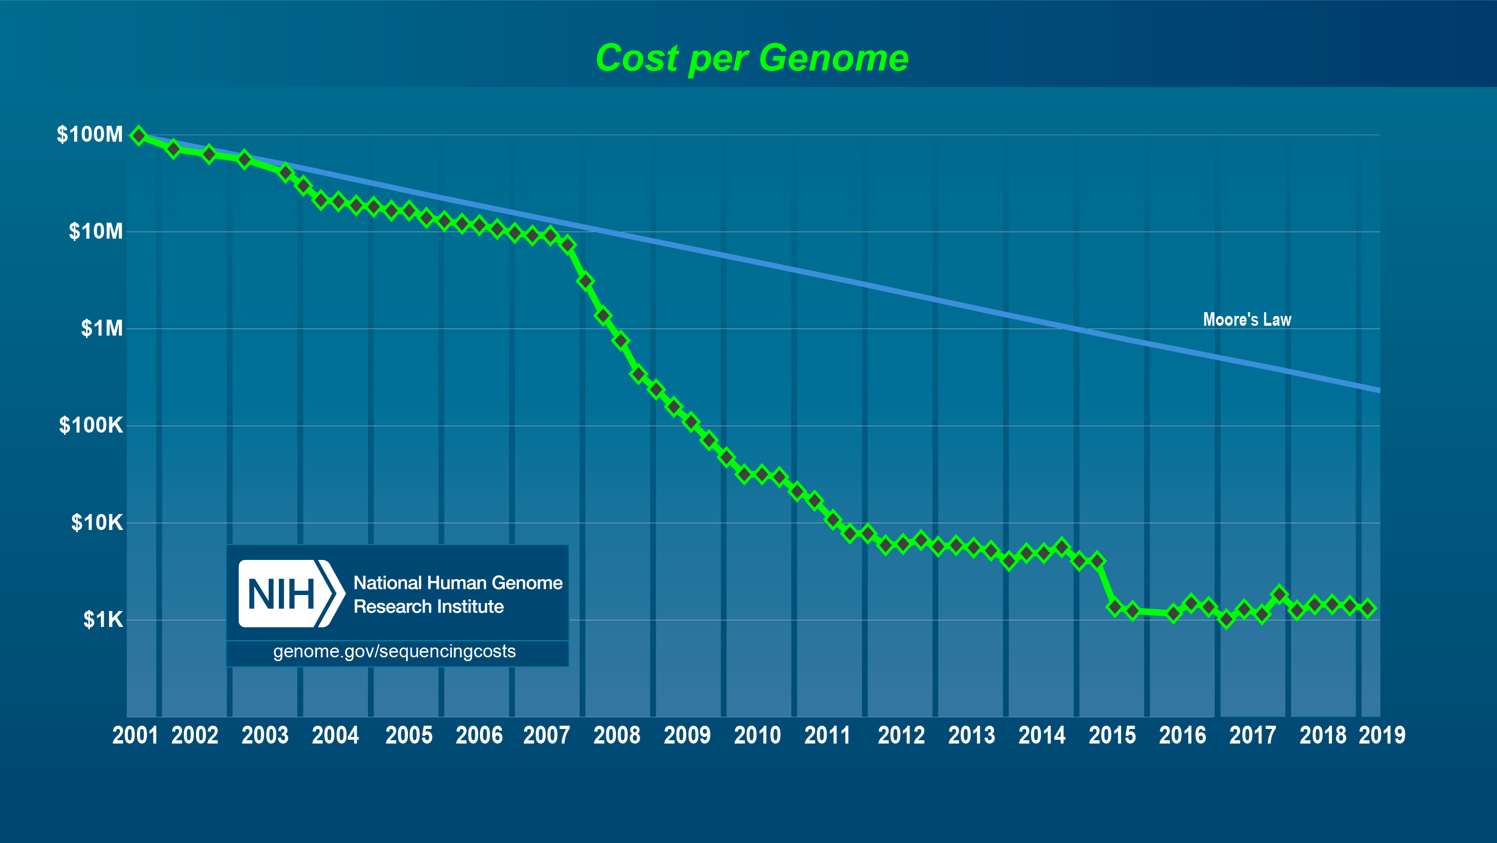 Cost per Genome
$100M
$10M
$1M
$100K
$10K
$1K
Moore's Law
NIH
National Human Genome
Research Institute
genome.gov/sequencingcosts
2001 2002 2003 2004 2005 2006 2007 2008 2009 2010 2011 2012 2013 2014 2015 2016 2017 2018 2019